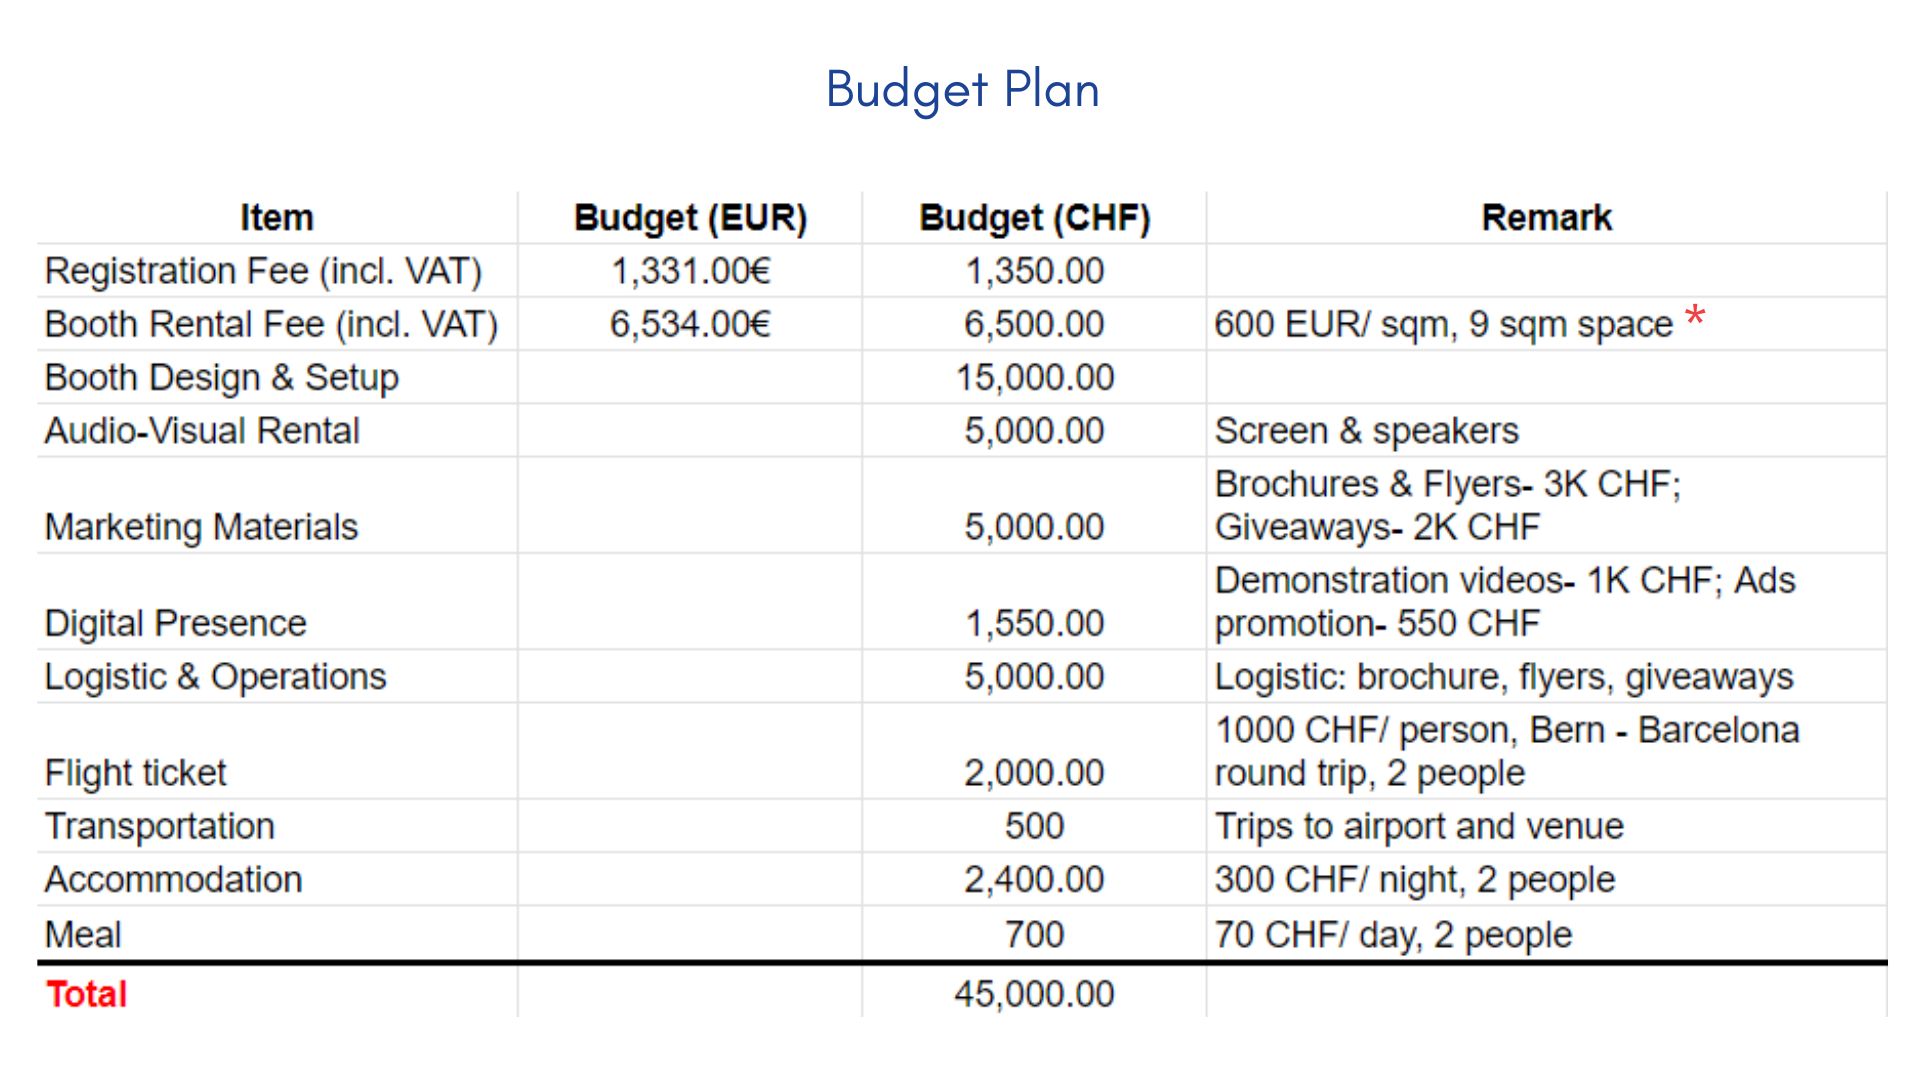 Budget Plan
Item Budget (EUR) Budget (CHF) Remark
Registration Fee (incl. VAT) 1,331.00€ 1,350.00
Booth Rental Fee (incl. VAT) 6,534.00€ 6,500.00 600 EUR/ sqm, 9 sqm space *
Booth Design & Setup 15,000.00
Audio-Visual Rental 5,000.00 Screen & speakers
Brochures & Flyers- 3K CHF;
Marketing Materials 5,000.00 Giveaways- 2K CHF
Demonstration videos- 1K CHF; Ads
Digital Presence 1,550.00 promotion- 550 CHF
Logistic & Operations 5,000.00 Logistic: brochure, flyers, giveaways
1000 CHF/ person, Bern - Barcelona
Flight ticket 2,000.00 round trip, 2 people
Transportation 500 Trips to airport and venue
Accommodation 2,400.00 300 CHF/ night, 2 people
Meal 700 70 CHF/ day, 2 people
Total 45,000.00